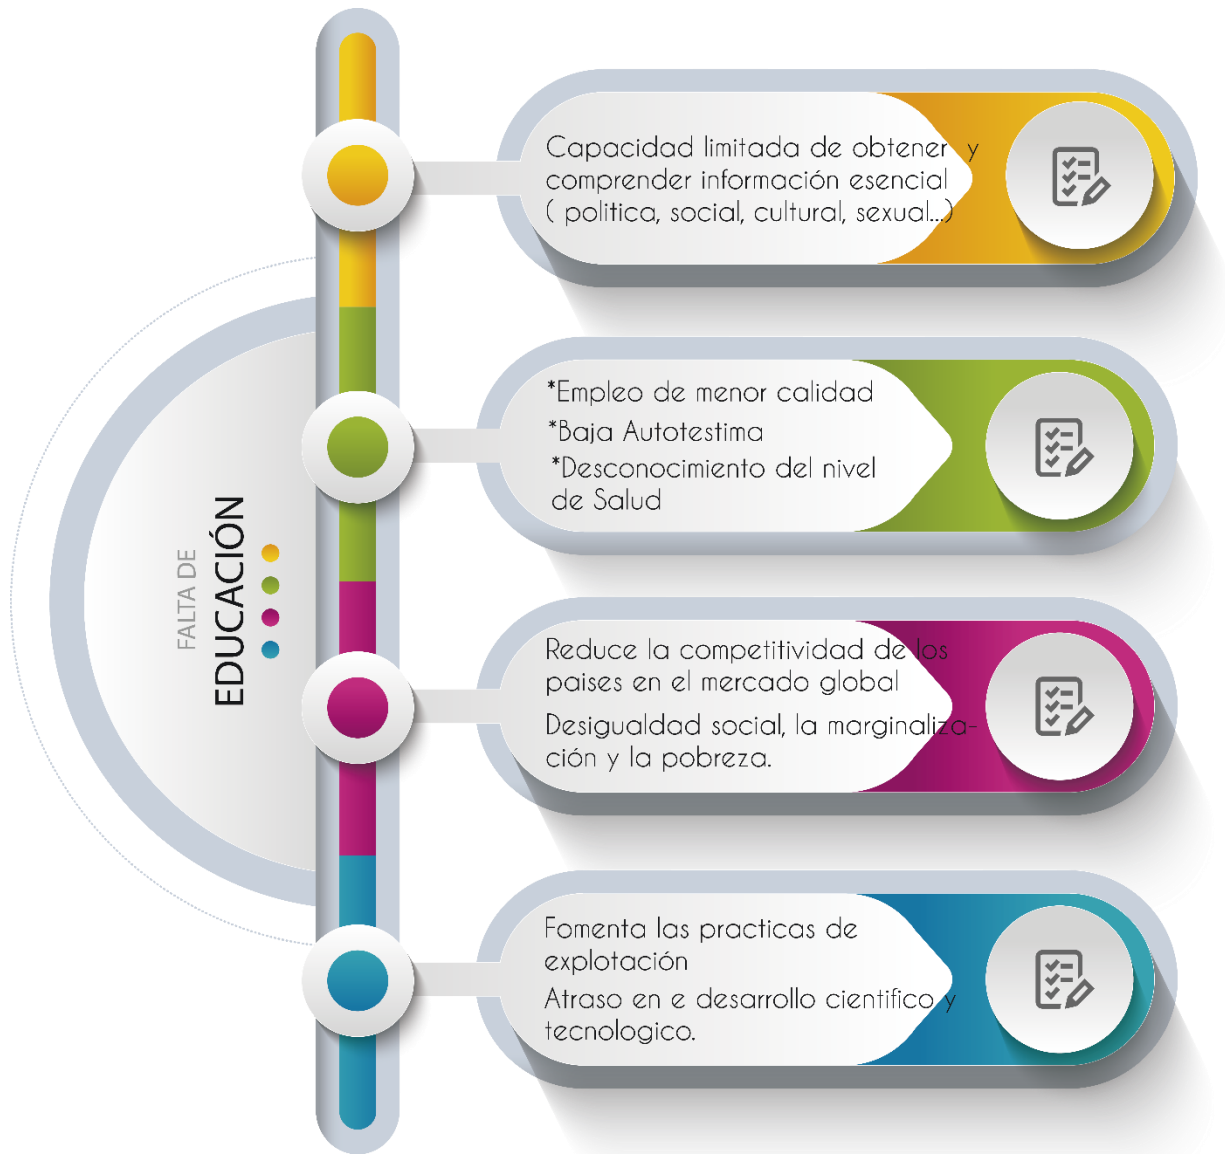 FALTA DE
EDUCACIÓN
Capacidad limitada de obtener y
comprender información esencial
( politica, social, cultural, sexual...)
*Empleo de menor calidad
*Baja Autotestima
*Desconocimiento del nivel
de Salud
Reduce la competitividad de los
paises en el mercado global
Desigualdad social, la marginaliza-
ción y la pobreza.
Fomenta las practicas de
explotación
Atraso en e desarrollo cientifico y
tecnologico.